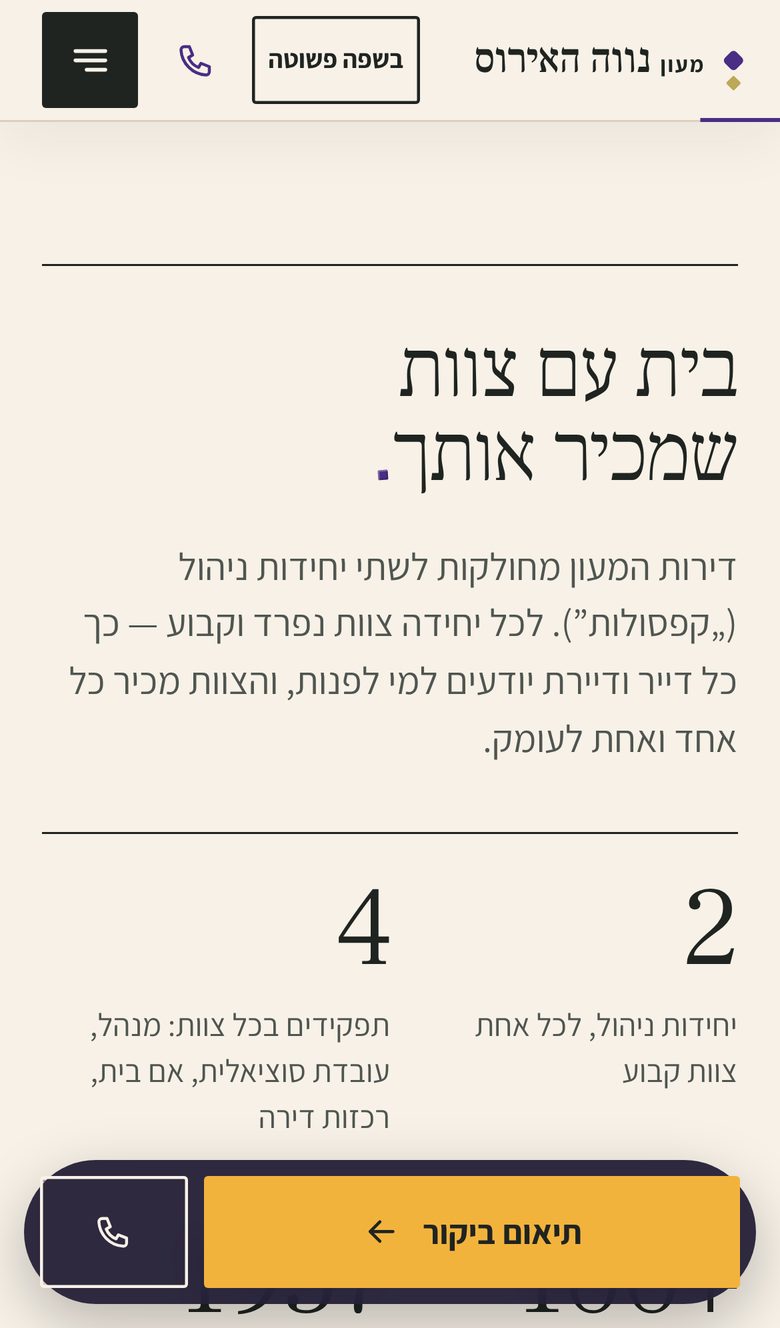 מעון נווה האירוס
בשפה פשוטה
בית עם צוות
שמכיר אותך.
דירות המעון מחולקות לשתי יחידות ניהול
(„קפסולות”). לכל יחידה צוות נפרד וקבוע — כך
כל דייר ודיירת יודעים למי לפנות, והצוות מכיר כל
אחד ואחת לעומק.
2
יחידות ניהול, לכל אחת
צוות קבוע
4
תפקידים בכל צוות: מנהל,
עובדת סוציאלית, אם בית,
רכזות דירה
תיאום ביקור